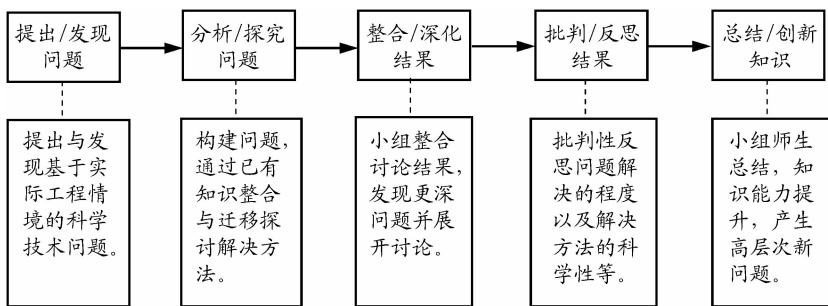 提出/发现
问题
分析/探究
问题
整合/深化
结果
批判/反思
结果
总结/创新
知识
提出与发
现基于实
际工程情
境的科学
技术问题。
构建问题，
通过已有
知识整合
与迁移探
讨解决方
法。
小组整合
讨论结果，
发现更深
问题并展
开讨论。
批判性反
思问题解
决的程度
以及解决
方法的科
学性等。
小组师生
总结，知
识能力提
升，产生
高层次新
问题。